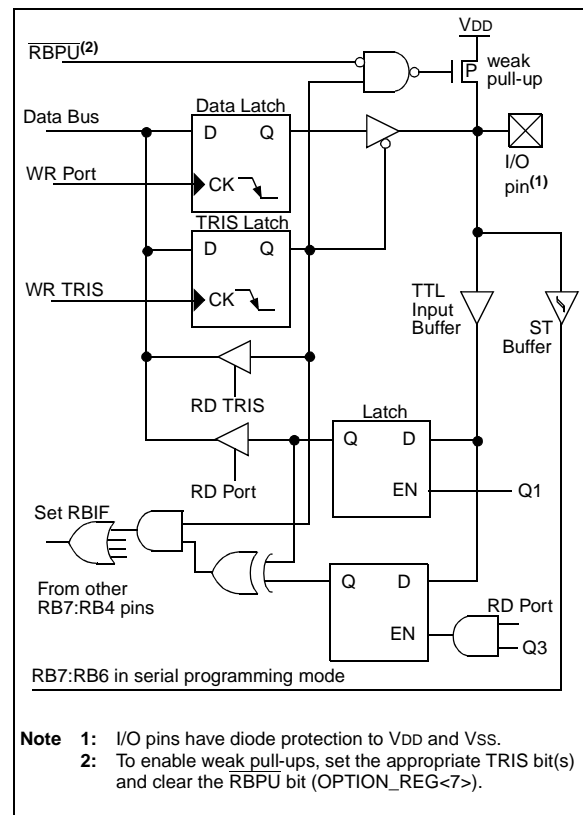 VDD
RBPU(2)
P
weak
pull-up
Data Latch
Data Bus
D
Q
I/O
pin(1)
WR Port
CK
TRIS Latch
D
Q
WR TRIS
CK
TTL
Input
Buffer
ST
Buffer
RD TRIS
Latch
Q
D
EN
Q1
RD Port
Set RBIF
From other
RB7:RB4 pins
Q
D
RD Port
EN
Q3
RB7:RB6 in serial programming mode
Note 1: I/O pins have diode protection to VDD and VSS.
2: To enable weak pull-ups, set the appropriate TRIS bit(s)
and clear the RBPU bit (OPTION_REG<7>).